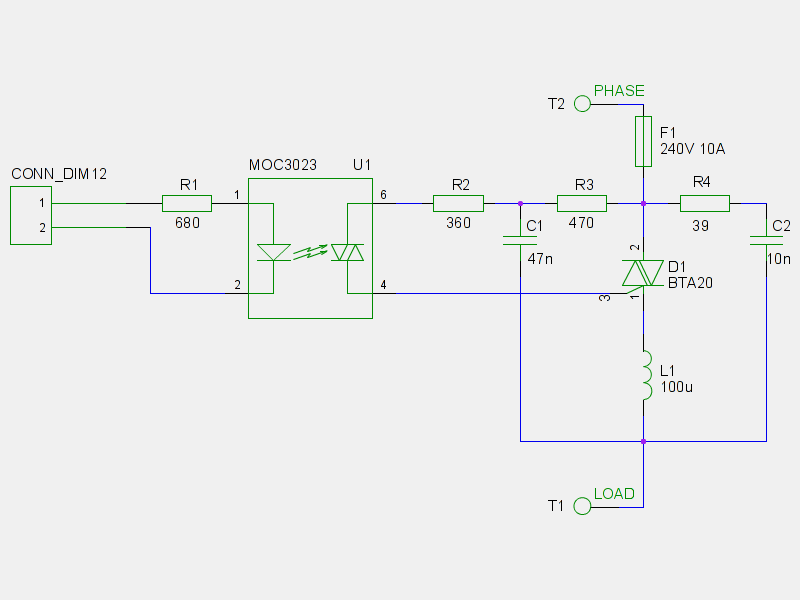 PHASE
T2
F1
240V 10A
MOC3023
U1
CONN_DIM12
R1
1
6
R2
R3
R4
1
2
680
360
470
39
C1
C2
47n
10n
2
4
2
D1
BTA20
3
1
L1
100u
LOAD
T1